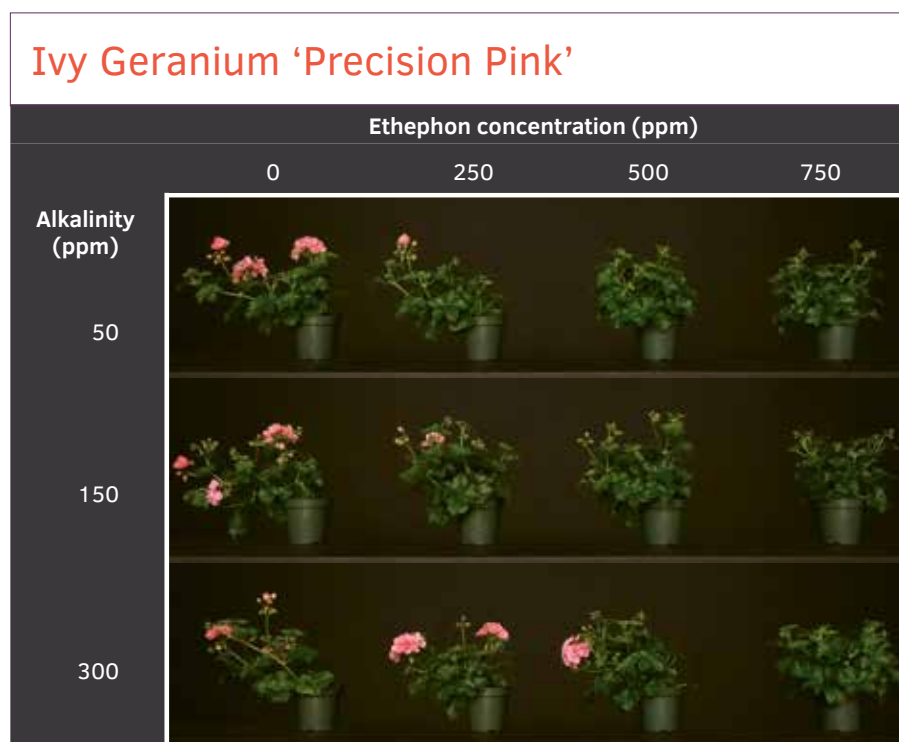 Ivy Geranium ‘Precision Pink’
Ethephon concentration (ppm)
0 250 500 750
Alkalinity
(ppm)
50
150
300